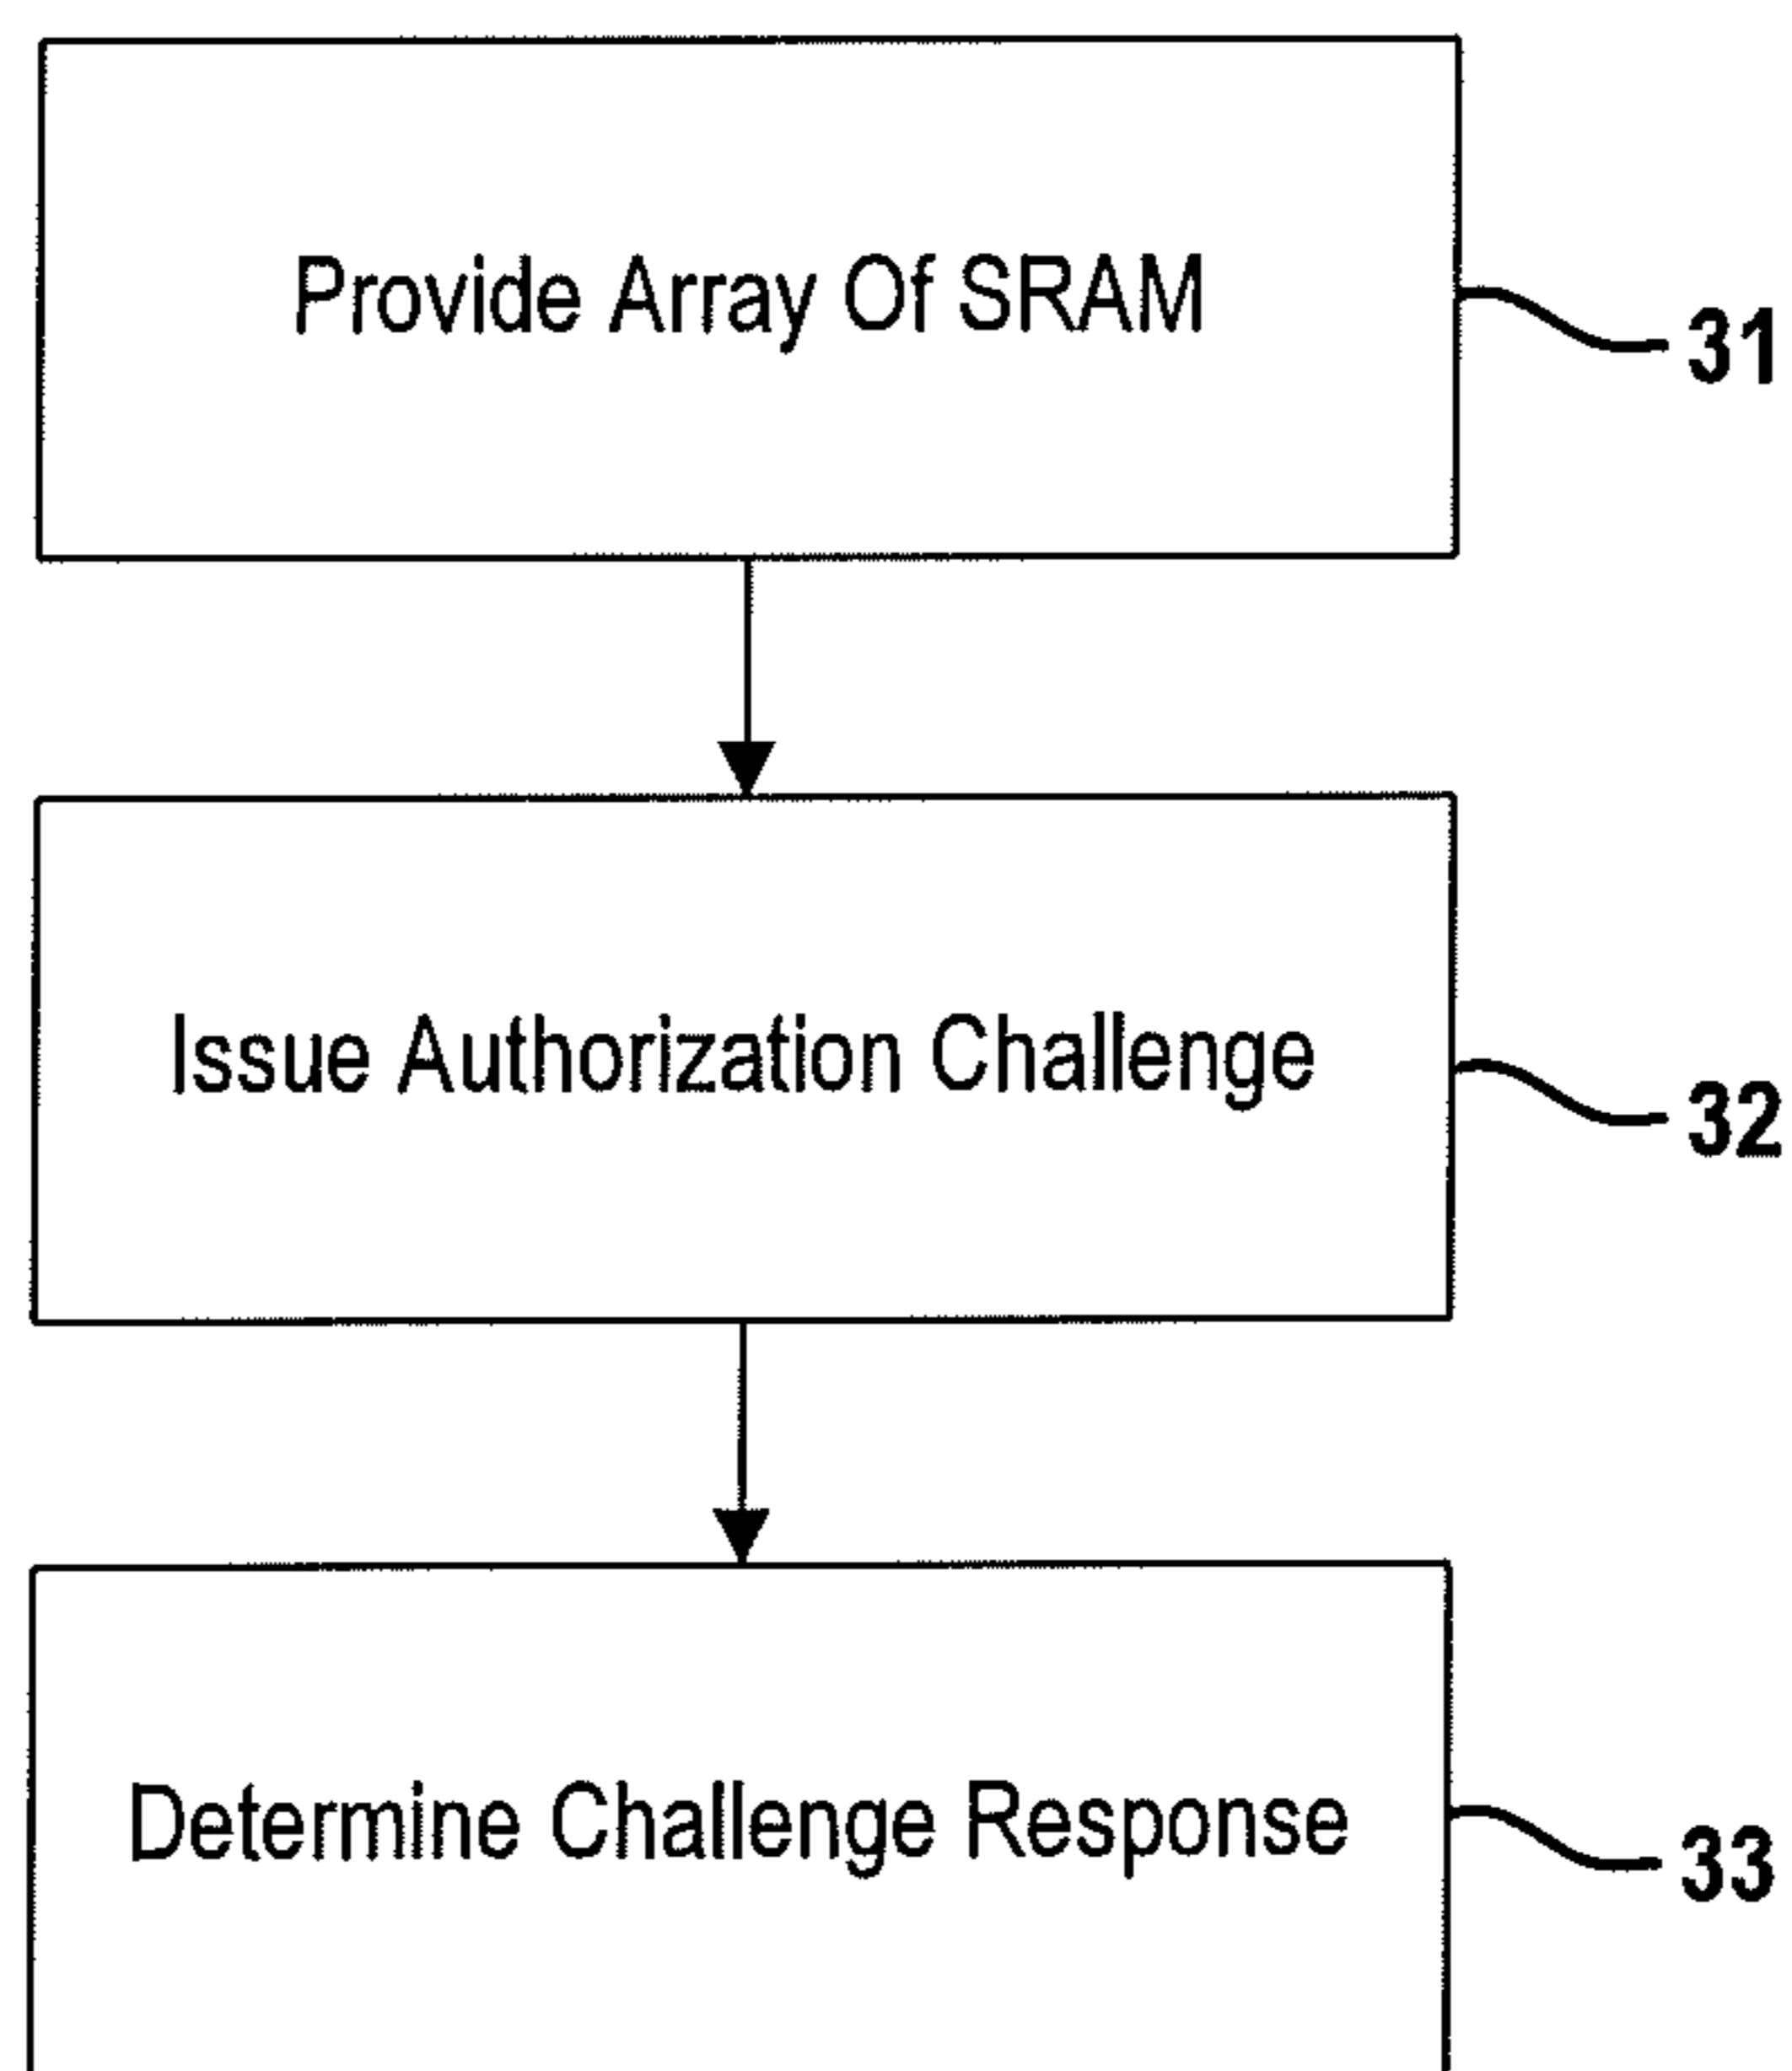 Provide Array Of SRAM
31
Issue Authorization Challenge
32
Determine Challenge Response
33